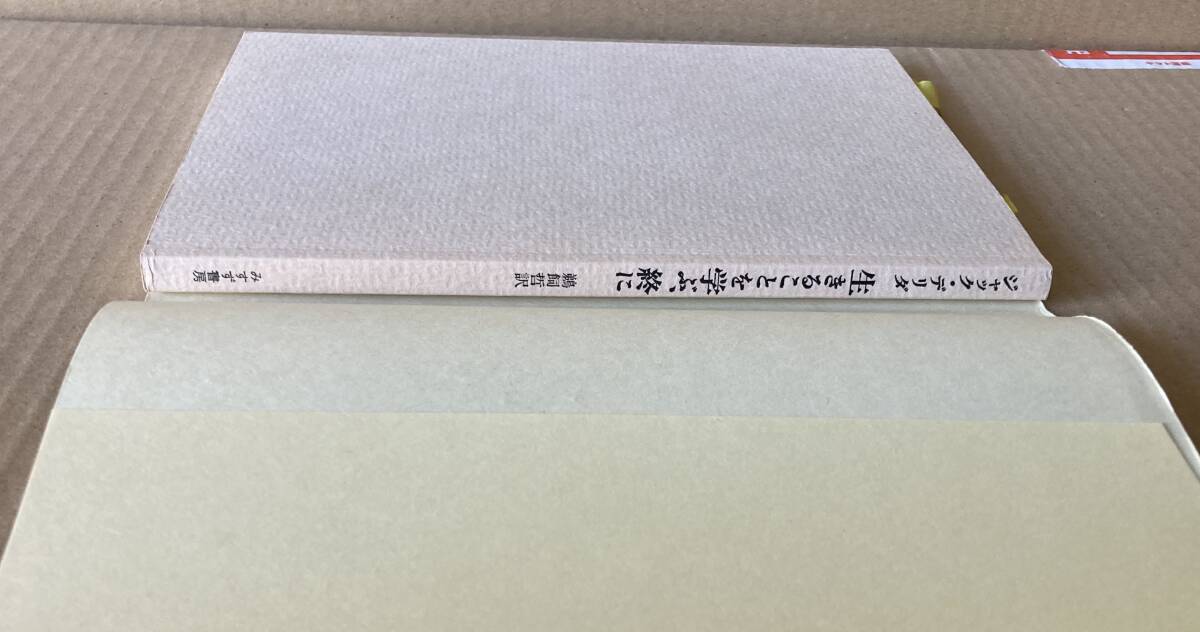 ジャック・デリダ
生きることを学ぶ、終に
鵜飼哲訳
みすず書房